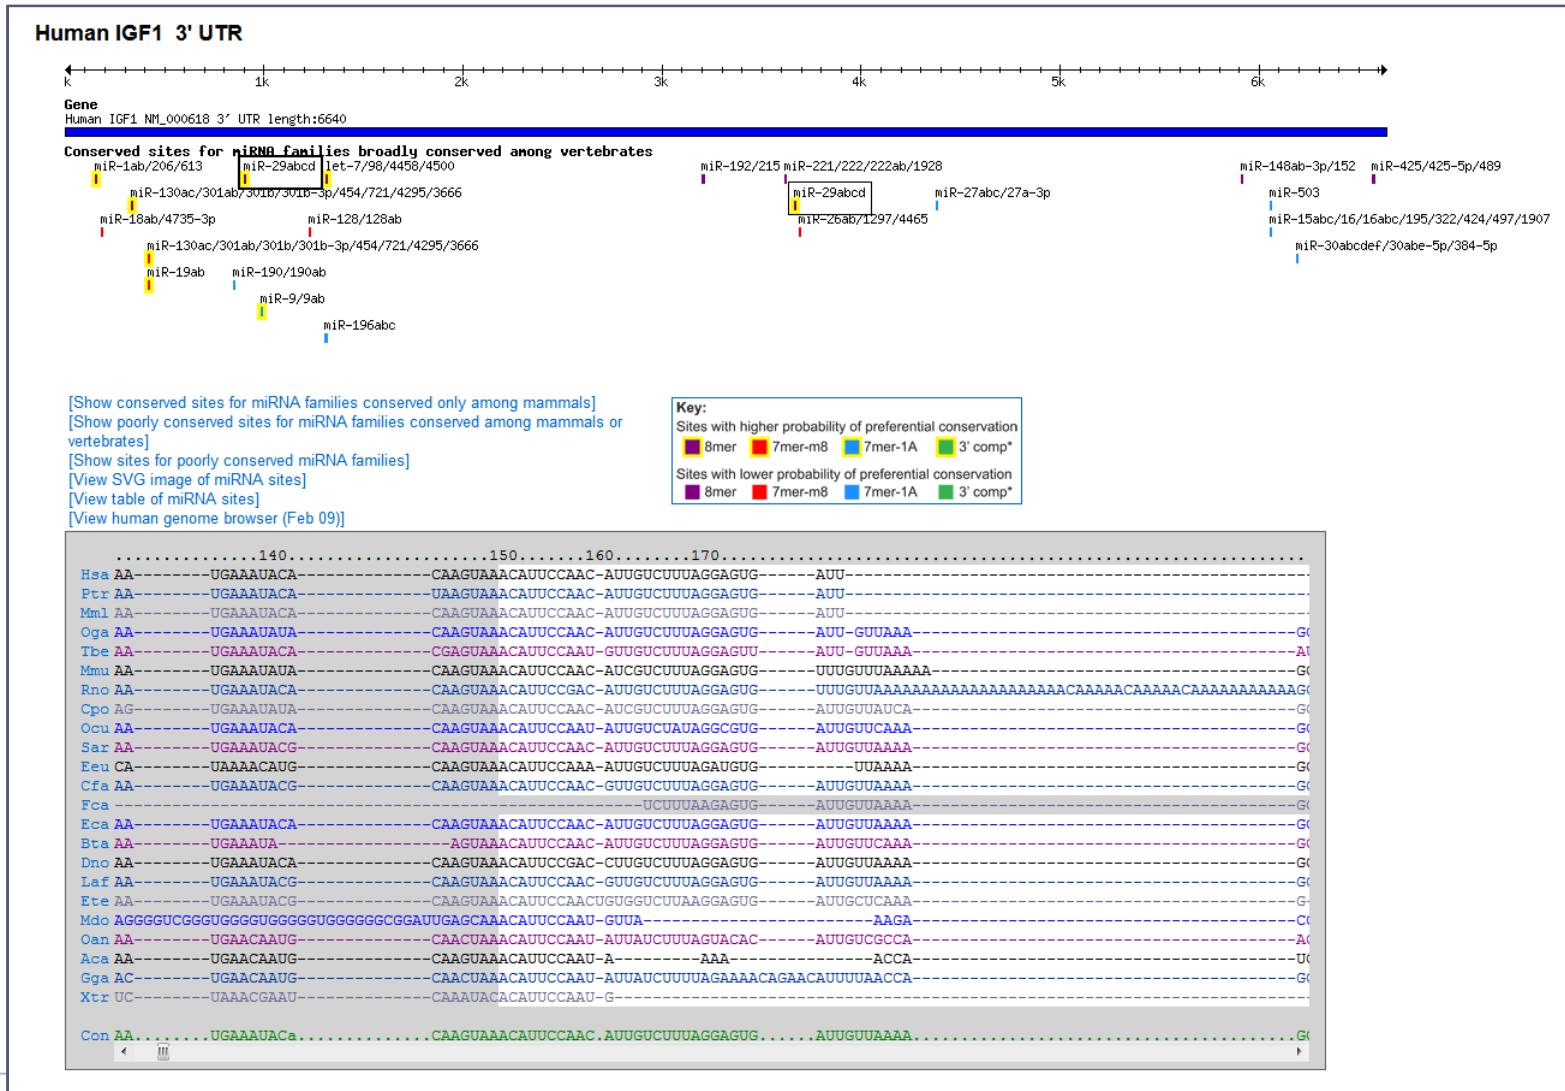 Human IGF1 3' UTR
k 1k 2k 3k 4k 5k 6k
Gene
Human IGF1 NM_000618 3' UTR length:6640
Conserved sites for miRNA families broadly conserved among vertebrates
miR-1ab/206/613 miR-29abcd let-7/98/4458/4500 miR-192/215 miR-221/222/222ab/1928 miR-148ab-3p/152 miR-425/425-5p/489
miR-130ac/301ab/301b/301b-3p/454/721/4295/3666 miR-29abcd miR-27abc/27a-3p miR-503
miR-18ab/4735-3p miR-128/128ab miR-26ab/1297/4465 miR-15abc/16/16abc/195/322/424/497/1907
miR-130ac/301ab/301b/301b-3p/454/721/4295/3666 miR-30abcdef/30abe-5p/384-5p
miR-19ab miR-190/190ab
miR-9/9ab
miR-196abc
[Show conserved sites for miRNA families conserved only among mammals]
[Show poorly conserved sites for miRNA families conserved among mammals or
vertebrates]
[Show sites for poorly conserved miRNA families]
[View SVG image of miRNA sites]
[View table of miRNA sites]
[View human genome browser (Feb 09)]
Key:
Sites with higher probability of preferential conservation
8mer 7mer-m8 7mer-1A 3' comp*
Sites with lower probability of preferential conservation
8mer 7mer-m8 7mer-1A 3' comp*
...............140.....................150.......160........170.............................................................
Hsa AA--------UGAAAUACA--------------CAAGUAAACAUUCCAAC-AUUGUCUUUAGGAGUG------AUU------------------------------------------------
Ptr AA--------UGAAAUACA--------------UAAGUAAACAUUCCAAC-AUUGUCUUUAGGAGUG------AUU------------------------------------------------
Mml AA--------UGAAAUACA--------------CAAGUAAACAUUCCAAC-AUUGUCUUUAGGAGUG------AUU------------------------------------------------
Oga AA--------UGAAAUAUA--------------CAAGUAAACAUUCCAAC-AUUGUCUUUAGGAGUG------AUU-GUUAAA----------------------------------------G
Tbe AA--------UGAAAUACA--------------CGAGUAAACAUUCCAAU-GUUGUCUUUAGGAGUU------AUU-GUUAAA----------------------------------------A
Mmu AA--------UGAAAUAUA--------------CAAGUAAACAUUCCAAC-AUCGUCUUUAGGAGUG------UUUGUUUAAAAA--------------------------------------G
Rno AA--------UGAAAUACA--------------CAAGUAAACAUUCCGAC-AUUGUCUUUAGGAGUG------UUUGUUAAAAAAAAAAAAAAAAAAAACAAAAACAAAAACAAAAAAAAAAAG
Cpo AG--------UGAAAUAUA--------------CAAGUAAACAUUCCAAC-AUCGUCUUUAGGAGUG------AUUGUUAUCA----------------------------------------G
Ocu AA--------UGAAAUACA--------------CAAGUAAACAUUCCAAU-AUUGUCUAUAGGCGUG------AUUGUUCAAA----------------------------------------G
Sar AA--------UGAAAUACG--------------CAAGUAAACAUUCCAAC-AUUGUCUUUAGGAGUG------AUUGUUAAAA----------------------------------------G
Eeu CA--------UAAAACAUG--------------CAAGUAAACAUUCCAAA-AUUGUCUUUAGAUGUG----------UUAAAA----------------------------------------G
Cfa AA--------UGAAAUACG--------------CAAGUAAACAUUCCAAC-GUUGUCUUUAGGAGUG------AUUGUUAAAA----------------------------------------G
Fca -------------------------------------------------------UCUUUAAGAGUG------AUUGUUAAAA----------------------------------------G
Eca AA--------UGAAAUACA--------------CAAGUAAACAUUCCAAC-AUUGUCUUUAGGAGUG------AUUGUUAAAA----------------------------------------G
Bta AA--------UGAAAUA------------------AGUAAACAUUCCAAC-AUUGUCUUUAGGAGUG------AUUGUUCAAA----------------------------------------G
Dno AA--------UGAAAUACA--------------CAAGUAAACAUUCCGAC-CUUGUCUUUAGGAGUG------AUUGUUAAAA----------------------------------------G
Laf AA--------UGAAAUACG--------------CAAGUAAACAUUCCAAC-GUUGUCUUUAGGAGUG------AUUGUUAAAA----------------------------------------G
Ete AA--------UGAAAUACG--------------CAAGUAAACAUUCCAACUGUGGUCUUAAGGAGUG------AUUGCUCAAA----------------------------------------G-
Mdo AGGGGUCGGGUGGGGUGGGGGUGGGGGGCGGAUUGAGCAAACAUUCCAAU-GUUA------------------------AAGA----------------------------------------C
Oan AA--------UGAACAAUG--------------CAACUAAACAUUCCAAU-AUUAUCUUUAGUACAC------AUUGUCGCCA----------------------------------------A
Aca AA--------UGAACAAUG--------------CAAGUAAACAUUCCAAU-A---------AAA---------------ACCA----------------------------------------U
Gga AC--------UGAACAAUG--------------CAACUAAACAUUCCAAU-AUUAUCUUUUAGAAAACAGAACAUUUUAACCA----------------------------------------G
Xtr UC--------UAAACGAAU--------------CAAAUACACAUUCCAAU-G--------------------------------------------------------------------------
Con AA........UGAAAUACa..............CAAGUAAACAUUCCAAC.AUUGUCUUUAGGAGUG......AUUGUUAAAA........................................G